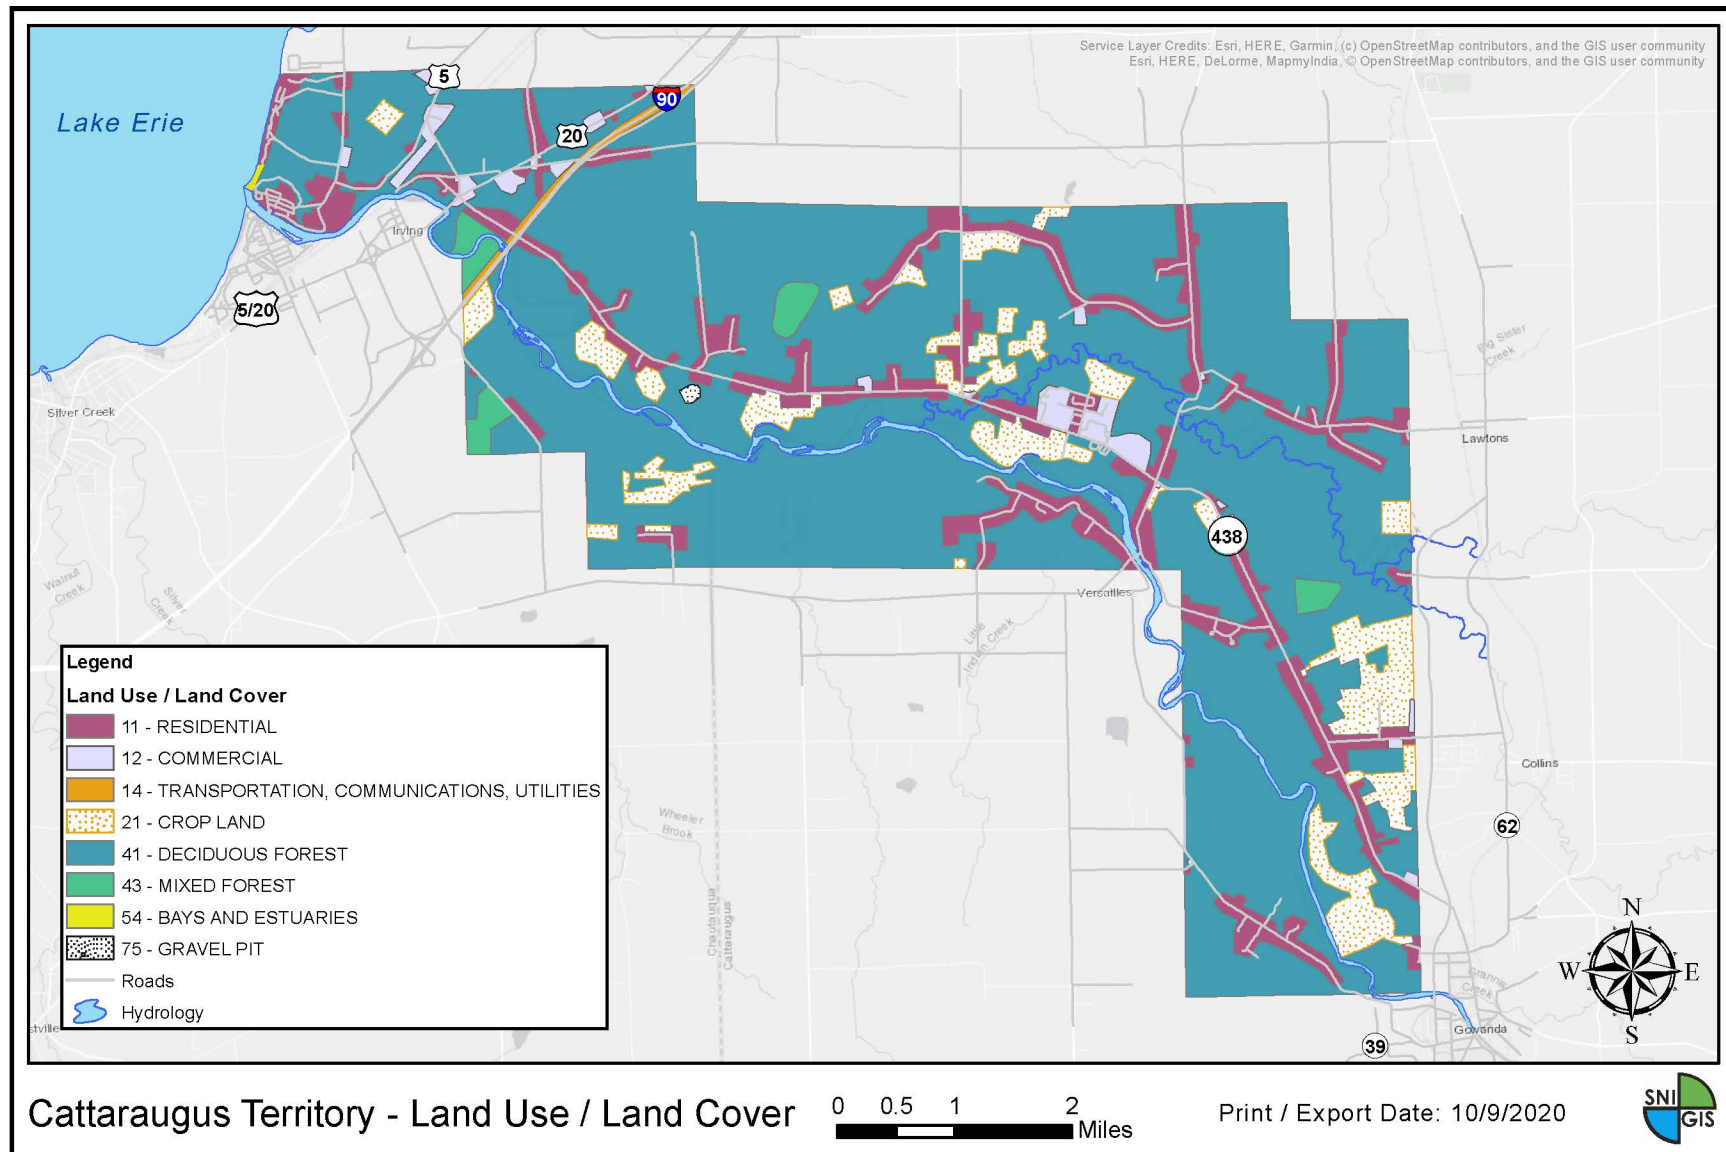 Service Layer Credits: Esri, HERE, Garmin, (c) OpenStreetMap contributors, and the GIS user community
Esri, HERE, DeLorme, MapmyIndia, © OpenStreetMap contributors, and the GIS user community
Lake Erie
5
90
20
Irving
5/20
Big Sister
Creek
Silver Creek
Lawtons
438
Walnut
Creek
Silver
Creek
Versailles
Little
Indian Creek
Collins
Wheeler
Brook
62
Chautauqua
Cattaraugus
Grannis
Creek
Gowanda
39
stville
Legend
Land Use / Land Cover
11 - RESIDENTIAL
12 - COMMERCIAL
14 - TRANSPORTATION, COMMUNICATIONS, UTILITIES
21 - CROP LAND
41 - DECIDUOUS FOREST
43 - MIXED FOREST
54 - BAYS AND ESTUARIES
75 - GRAVEL PIT
Roads
Hydrology
N
W E
S
Cattaraugus Territory - Land Use / Land Cover
0 0.5 1 2
Miles
Print / Export Date: 10/9/2020
SNI
GIS